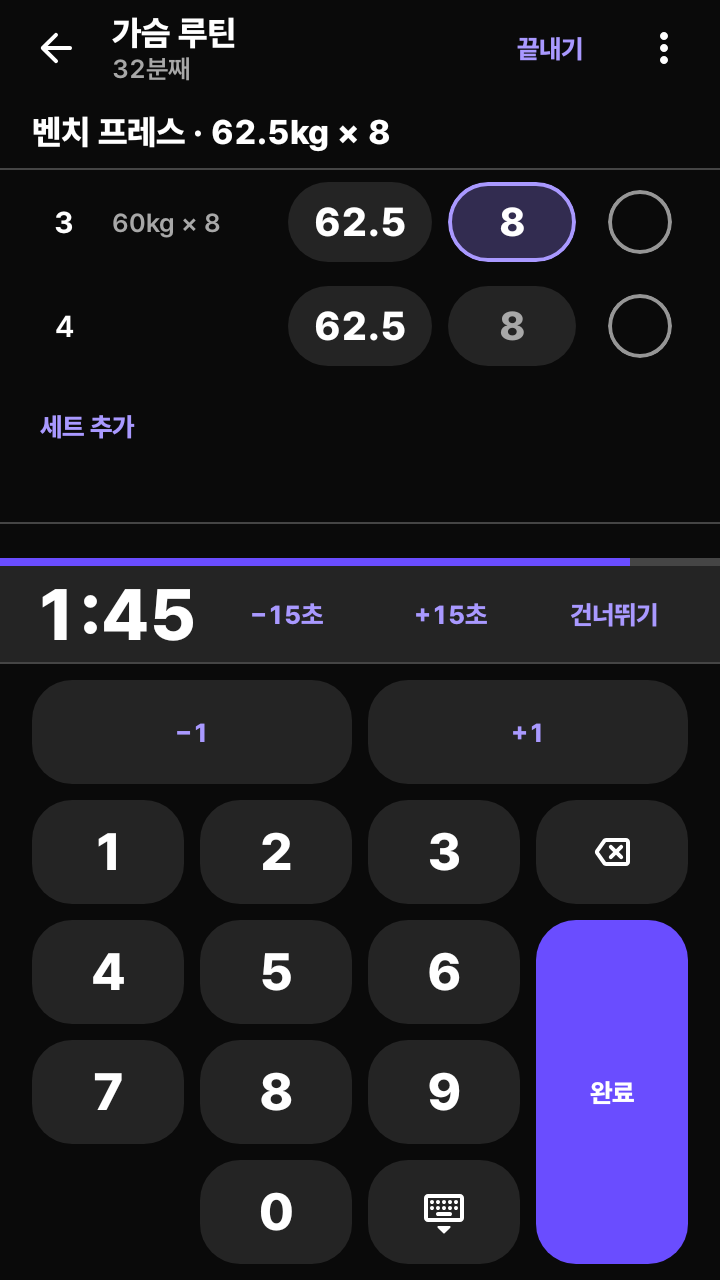 가슴 루틴
32분째
끝내기
벤치 프레스 · 62.5kg × 8
3 60kg × 8 62.5 8
4 62.5 8
세트 추가
1:45 −15초 +15초 건너뛰기
−1 +1
1 2 3
4 5 6
7 8 9
완료
0